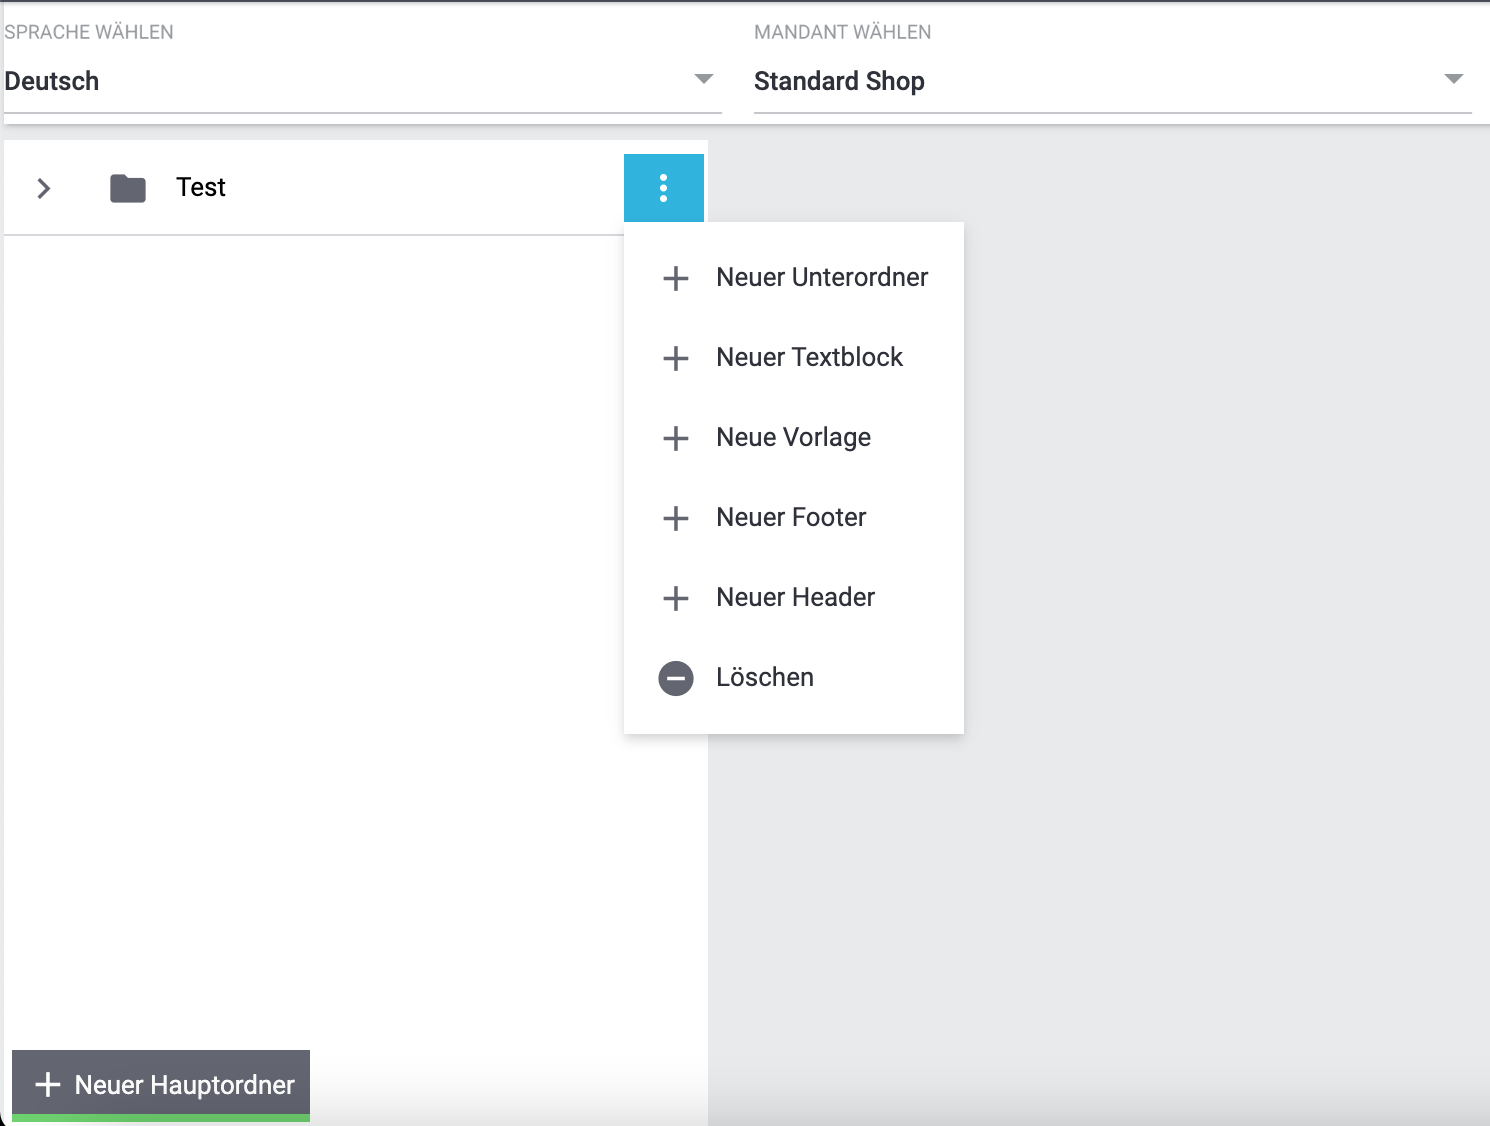 SPRACHE WÄHLEN
MANDANT WÄHLEN
Deutsch
Standard Shop
Test
Neuer Unterordner
Neuer Textblock
Neue Vorlage
Neuer Footer
Neuer Header
Löschen
Neuer Hauptordner